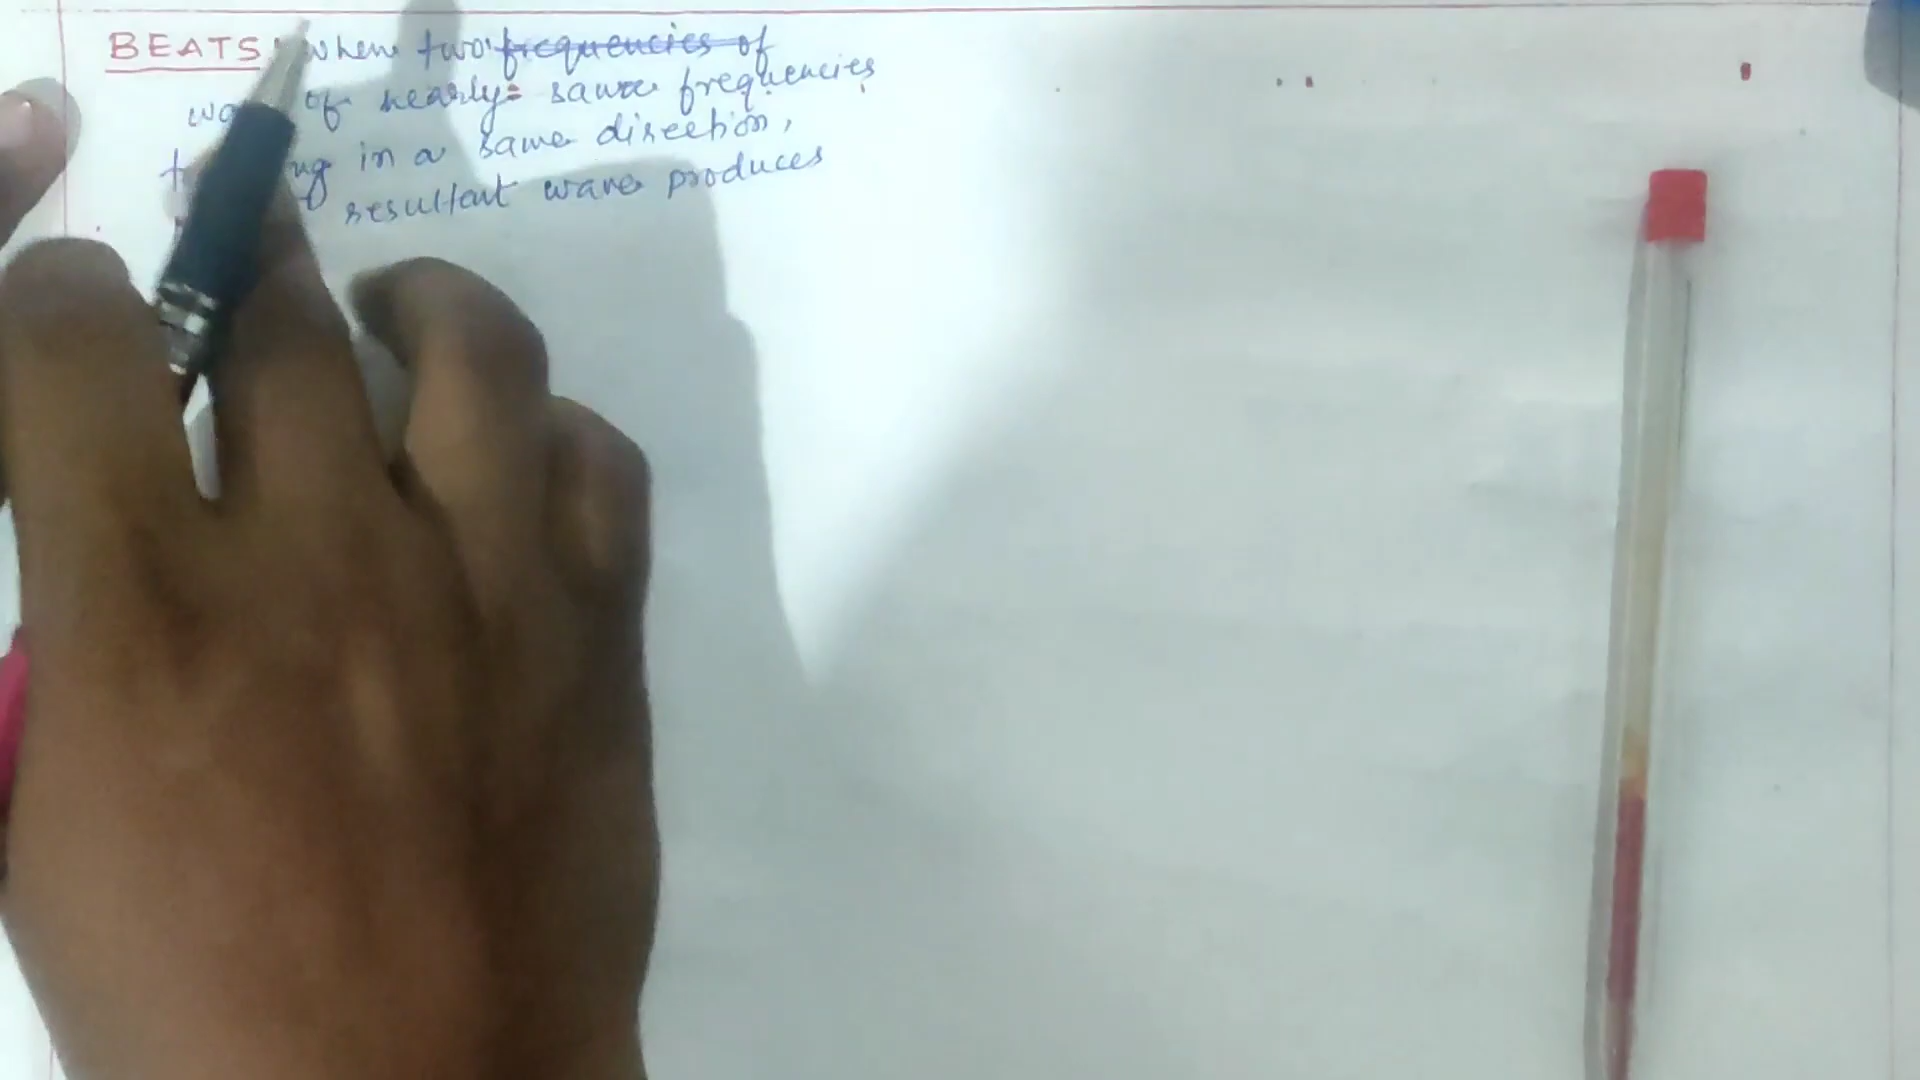 BEATS: when two frequencies of
of nearly same frequencies
in a same direction,
resultant wave produces